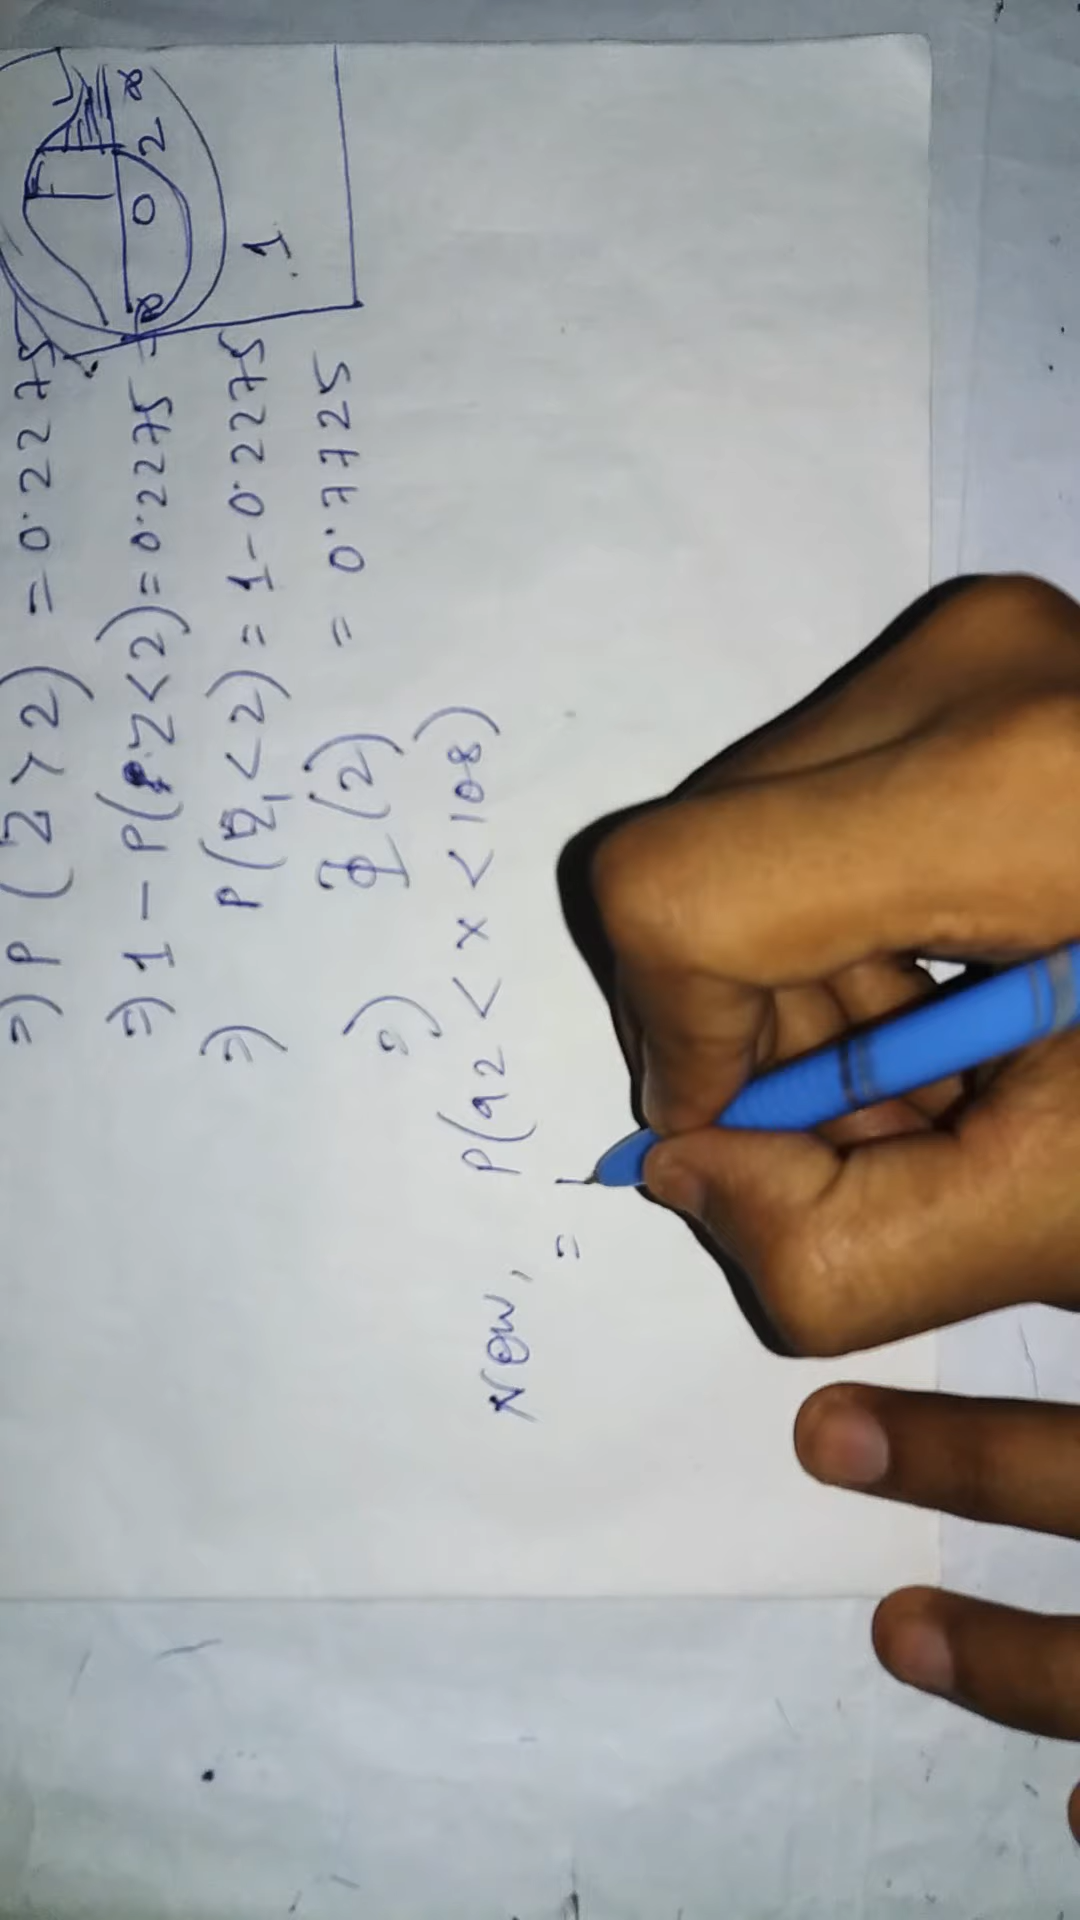 ⇒ P(Z > 2) = 0.2275
⇒ 1 - P(Z < 2) = 0.2275
⇒ P(Z < 2) = 1 - 0.2275
⇒ Φ(2) = 0.7725
Now, P(92 < x < 108)
=
∞ 0 2 ∞
1